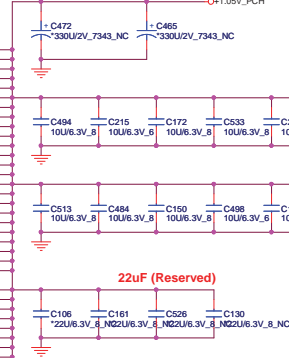 +1.05V_PCH
+ C472
*330U/2V_7343_NC
+ C465
*330U/2V_7343_NC
C494
10U/6.3V_8
C215
10U/6.3V_6
C172
10U/6.3V_8
C533
10U/6.3V_8
C513
10U/6.3V_8
C484
10U/6.3V_8
C150
10U/6.3V_8
C498
10U/6.3V_8
22uF (Reserved)
C106
*22U/6.3V_8_NC
C161
*22U/6.3V_8_NC
C526
*22U/6.3V_8_NC
C130
*22U/6.3V_8_NC